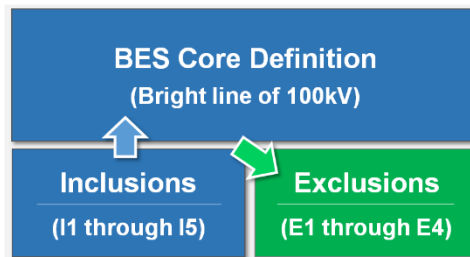 BES Core Definition
(Bright line of 100kV)
Inclusions
(I1 through I5)
Exclusions
(E1 through E4)